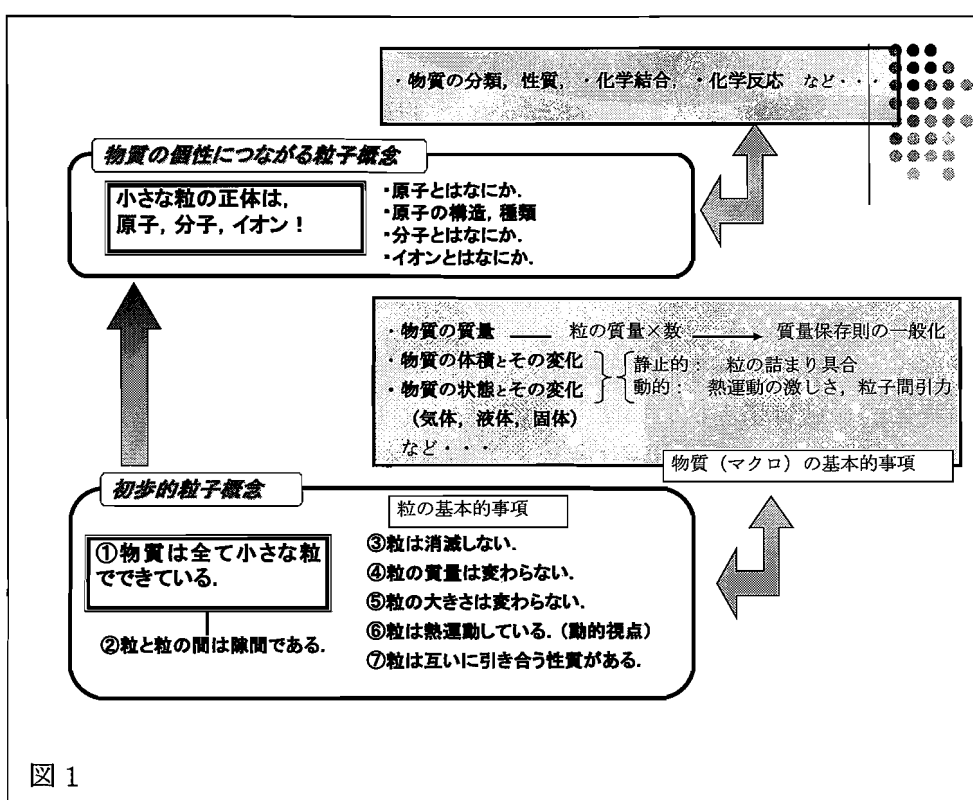 ・物質の分類，性質，・化学結合，・化学反応 など・・・
物質の個性につながる粒子概念
小さな粒の正体は，
原子，分子，イオン！
・原子とはなにか．
・原子の構造，種類
・分子とはなにか．
・イオンとはなにか．
・物質の質量 粒の質量×数 質量保存則の一般化
・物質の体積とその変化
・物質の状態とその変化
（気体，液体，固体）
など・・・
静止的： 粒の詰まり具合
動的： 熱運動の激しさ，粒子間引力
物質（マクロ）の基本的事項
初歩的粒子概念
①物質は全て小さな粒
でできている．
②粒と粒の間は隙間である．
粒の基本的事項
③粒は消滅しない．
④粒の質量は変わらない．
⑤粒の大きさは変わらない．
⑥粒は熱運動している．（動的視点）
⑦粒は互いに引き合う性質がある．
図 1